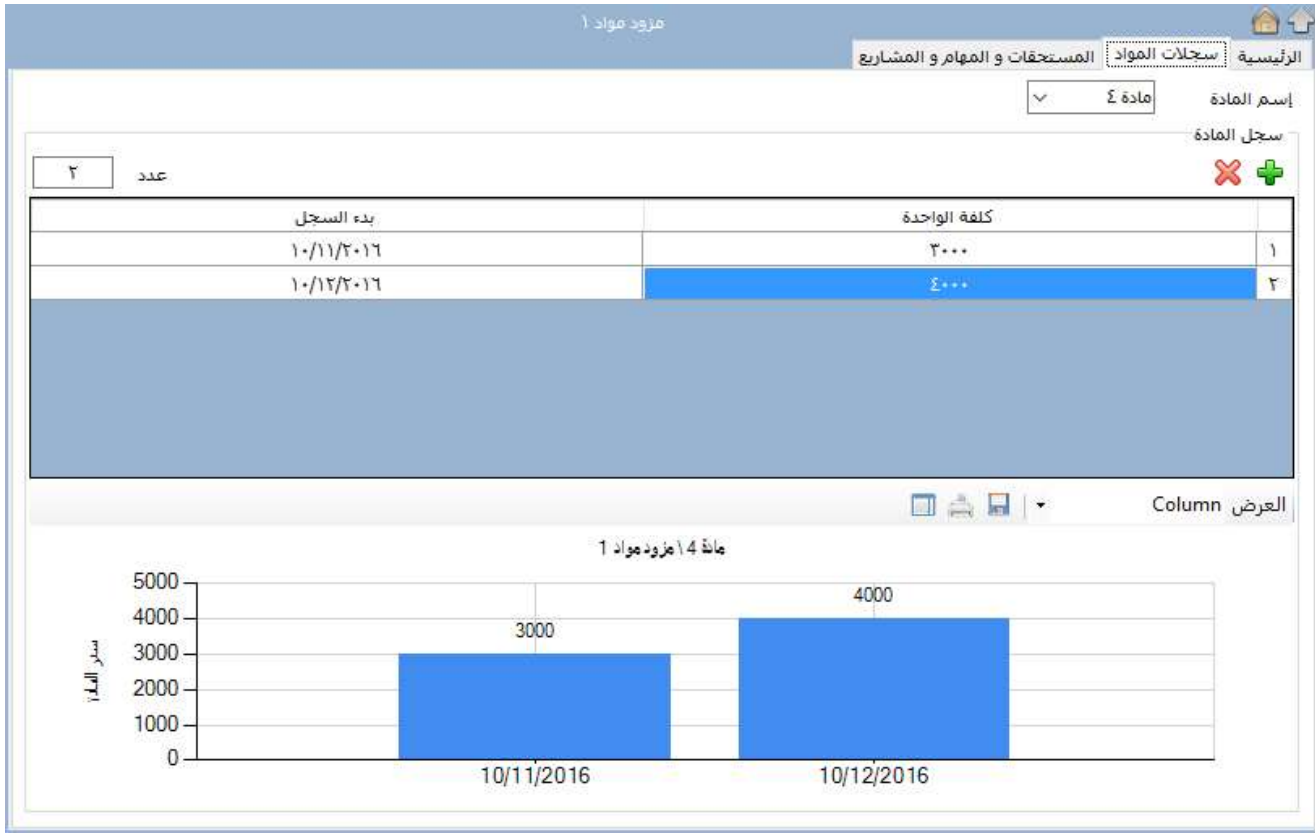 مزود مواد ١
الرئيسية سجلات المواد المستحقات و المهام و المشاريع
إسم المادة مادة ٤
سجل المادة
عدد ٢
كلفة الواحدة بدء السجل
١ ٣٠٠٠ ١٠/١١/٢٠١٦
٢ ٤٠٠٠ ١٠/١٢/٢٠١٦
العرض Column
مادة 4 \ مزود مواد 1
سعر المادة
5000
4000
3000
2000
1000
0
3000
4000
10/11/2016
10/12/2016